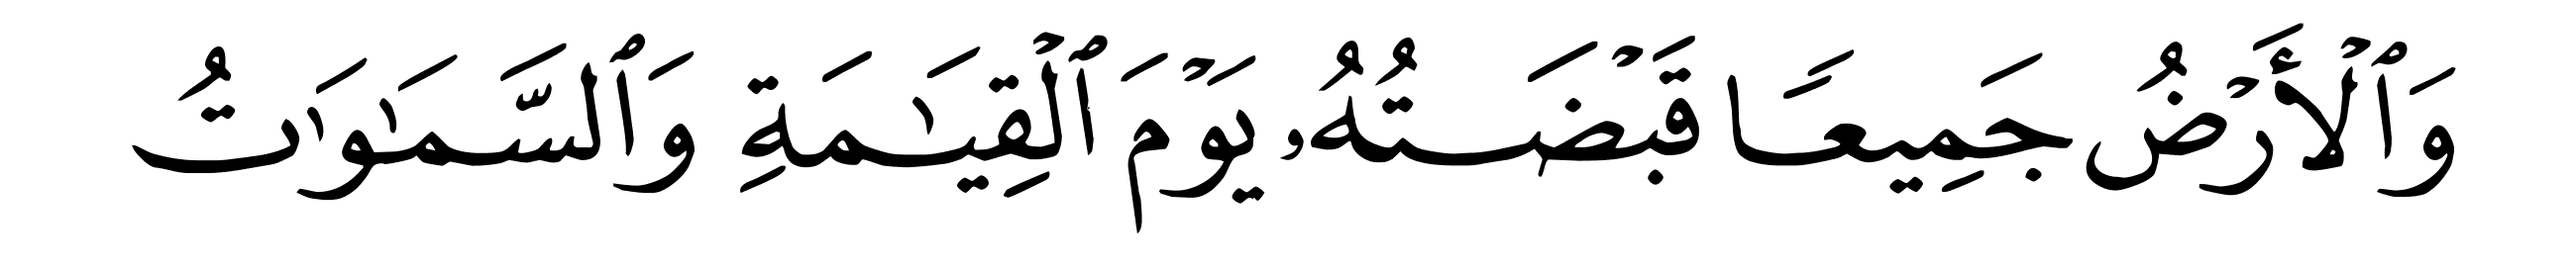 وَٱلْأَرْضُ جَمِيعًا قَبْضَتُهُۥ يَوْمَ ٱلْقِيَـٰمَةِ وَٱلسَّمَـٰوَٰتُ